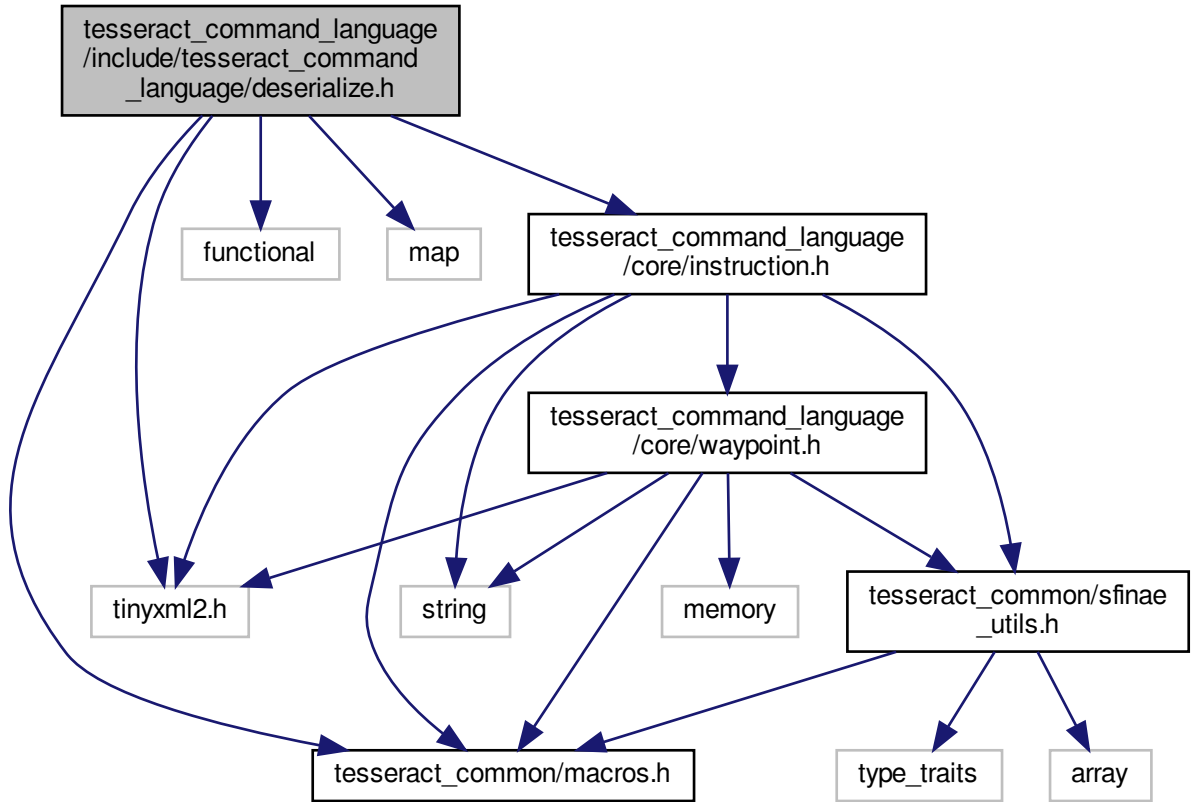 tesseract_command_language
/include/tesseract_command
_language/deserialize.h
functional
map
tesseract_command_language
/core/instruction.h
tesseract_command_language
/core/waypoint.h
tinyxml2.h
string
memory
tesseract_common/sfinae
_utils.h
tesseract_common/macros.h
type_traits
array